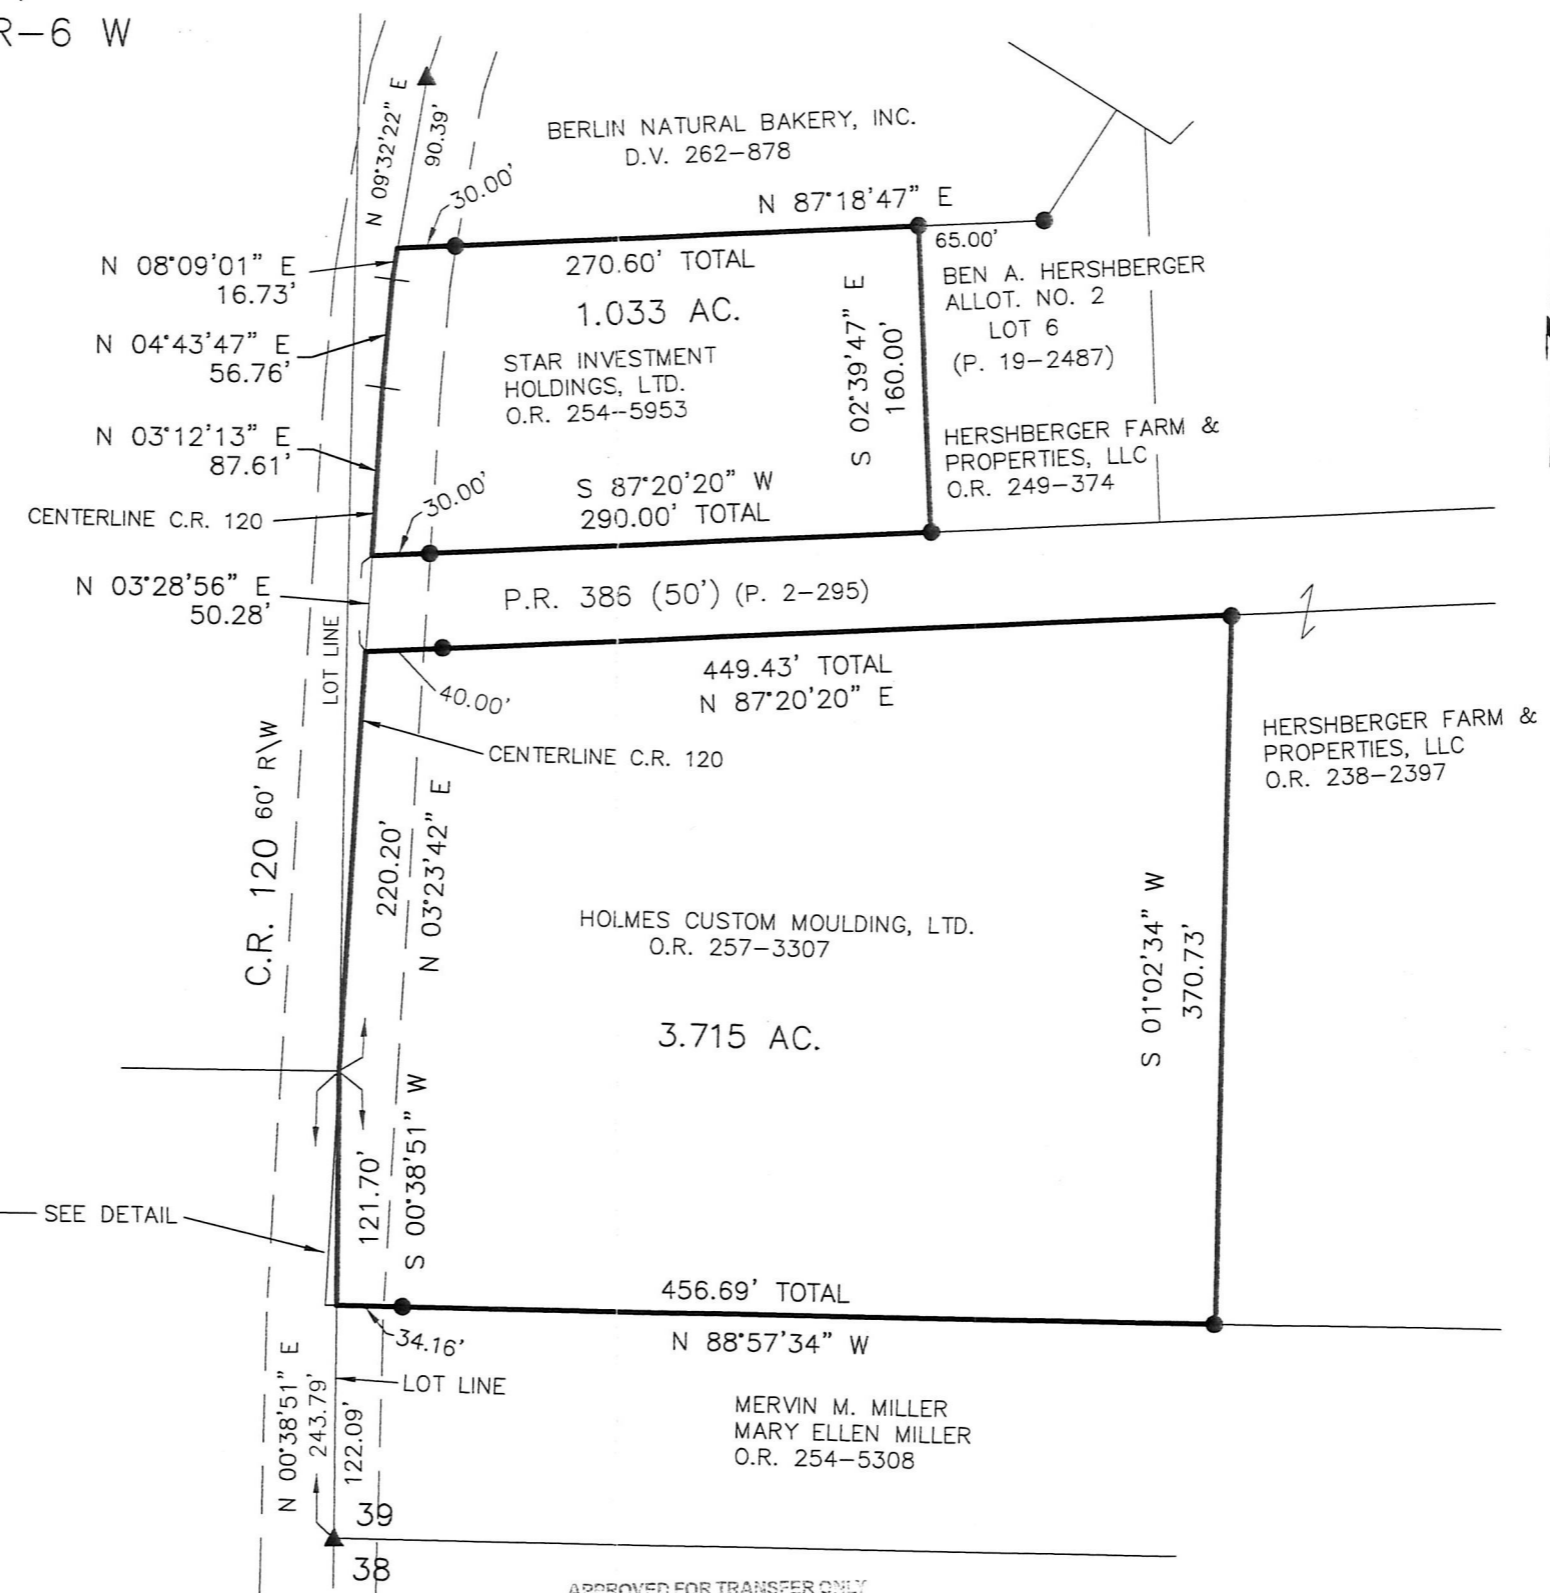 R-6 W
N 09°32'22" E
90.39'
BERLIN NATURAL BAKERY, INC.
D.V. 262-878
30.00'
N 87°18'47" E
65.00'
N 08°09'01" E
16.73'
270.60' TOTAL
1.033 AC.
BEN A. HERSHBERGER
ALLOT. NO. 2
LOT 6
(P. 19-2487)
N 04°43'47" E
56.76'
STAR INVESTMENT
HOLDINGS, LTD.
O.R. 254-5953
S 02°39'47" E
160.00'
N 03°12'13" E
87.61'
HERSHBERGER FARM &
PROPERTIES, LLC
O.R. 249-374
30.00'
S 87°20'20" W
290.00' TOTAL
CENTERLINE C.R. 120
N 03°28'56" E
50.28'
P.R. 386 (50') (P. 2-295)
LOT LINE
449.43' TOTAL
N 87°20'20" E
40.00'
CENTERLINE C.R. 120
HERSHBERGER FARM &
PROPERTIES, LLC
O.R. 238-2397
C.R. 120 60' R\W
220.20'
N 03°23'42" E
HOLMES CUSTOM MOULDING, LTD.
O.R. 257-3307
3.715 AC.
S 01°02'34" W
370.73'
121.70'
S 00°38'51" W
SEE DETAIL
456.69' TOTAL
34.16'
N 88°57'34" W
LOT LINE
N 00°38'51" E
243.79'
122.09'
MERVIN M. MILLER
MARY ELLEN MILLER
O.R. 254-5308
39
38
APPROVED FOR TRANSFER ONLY